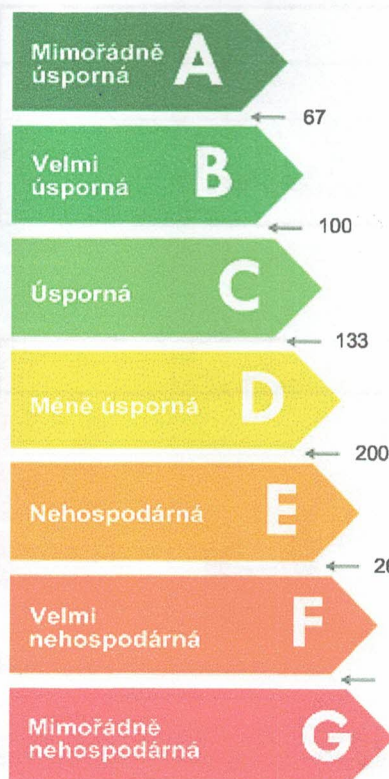 Mimořádně
úsporná
A
67
Velmi
úsporná
B
100
Úsporná
C
133
Méně úsporná
D
200
Nehospodárná
E
Velmi
nehospodárná
F
Mimořádně
nehospodárná
G